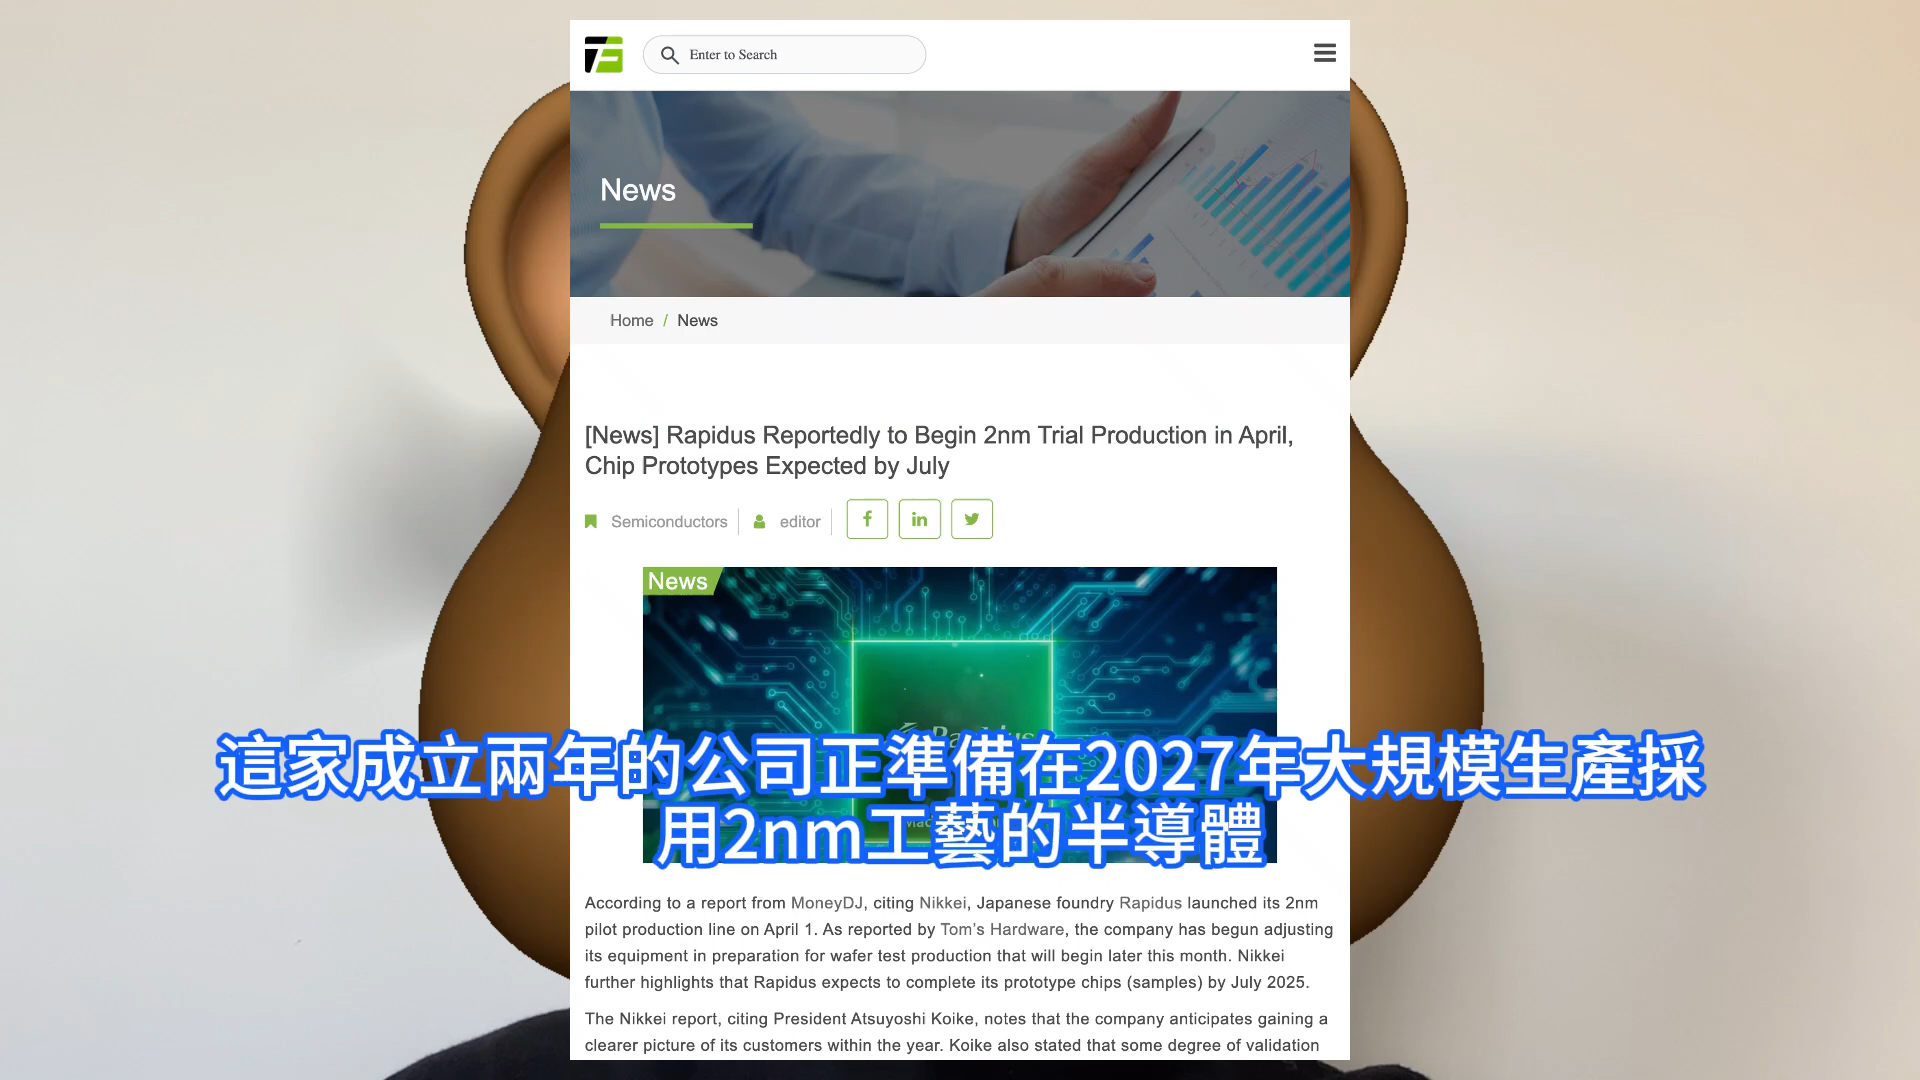 Enter to Search
News
Home / News
[News] Rapidus Reportedly to Begin 2nm Trial Production in April,
Chip Prototypes Expected by July
Semiconductors
editor
News
這家成立兩年的公司正準備在2027年大規模生產採
用2nm工藝的半導體
According to a report from MoneyDJ, citing Nikkei, Japanese foundry Rapidus launched its 2nm
pilot production line on April 1. As reported by Tom's Hardware, the company has begun adjusting
its equipment in preparation for wafer test production that will begin later this month. Nikkei
further highlights that Rapidus expects to complete its prototype chips (samples) by July 2025.
The Nikkei report, citing President Atsuyoshi Koike, notes that the company anticipates gaining a
clearer picture of its customers within the year. Koike also stated that some degree of validation